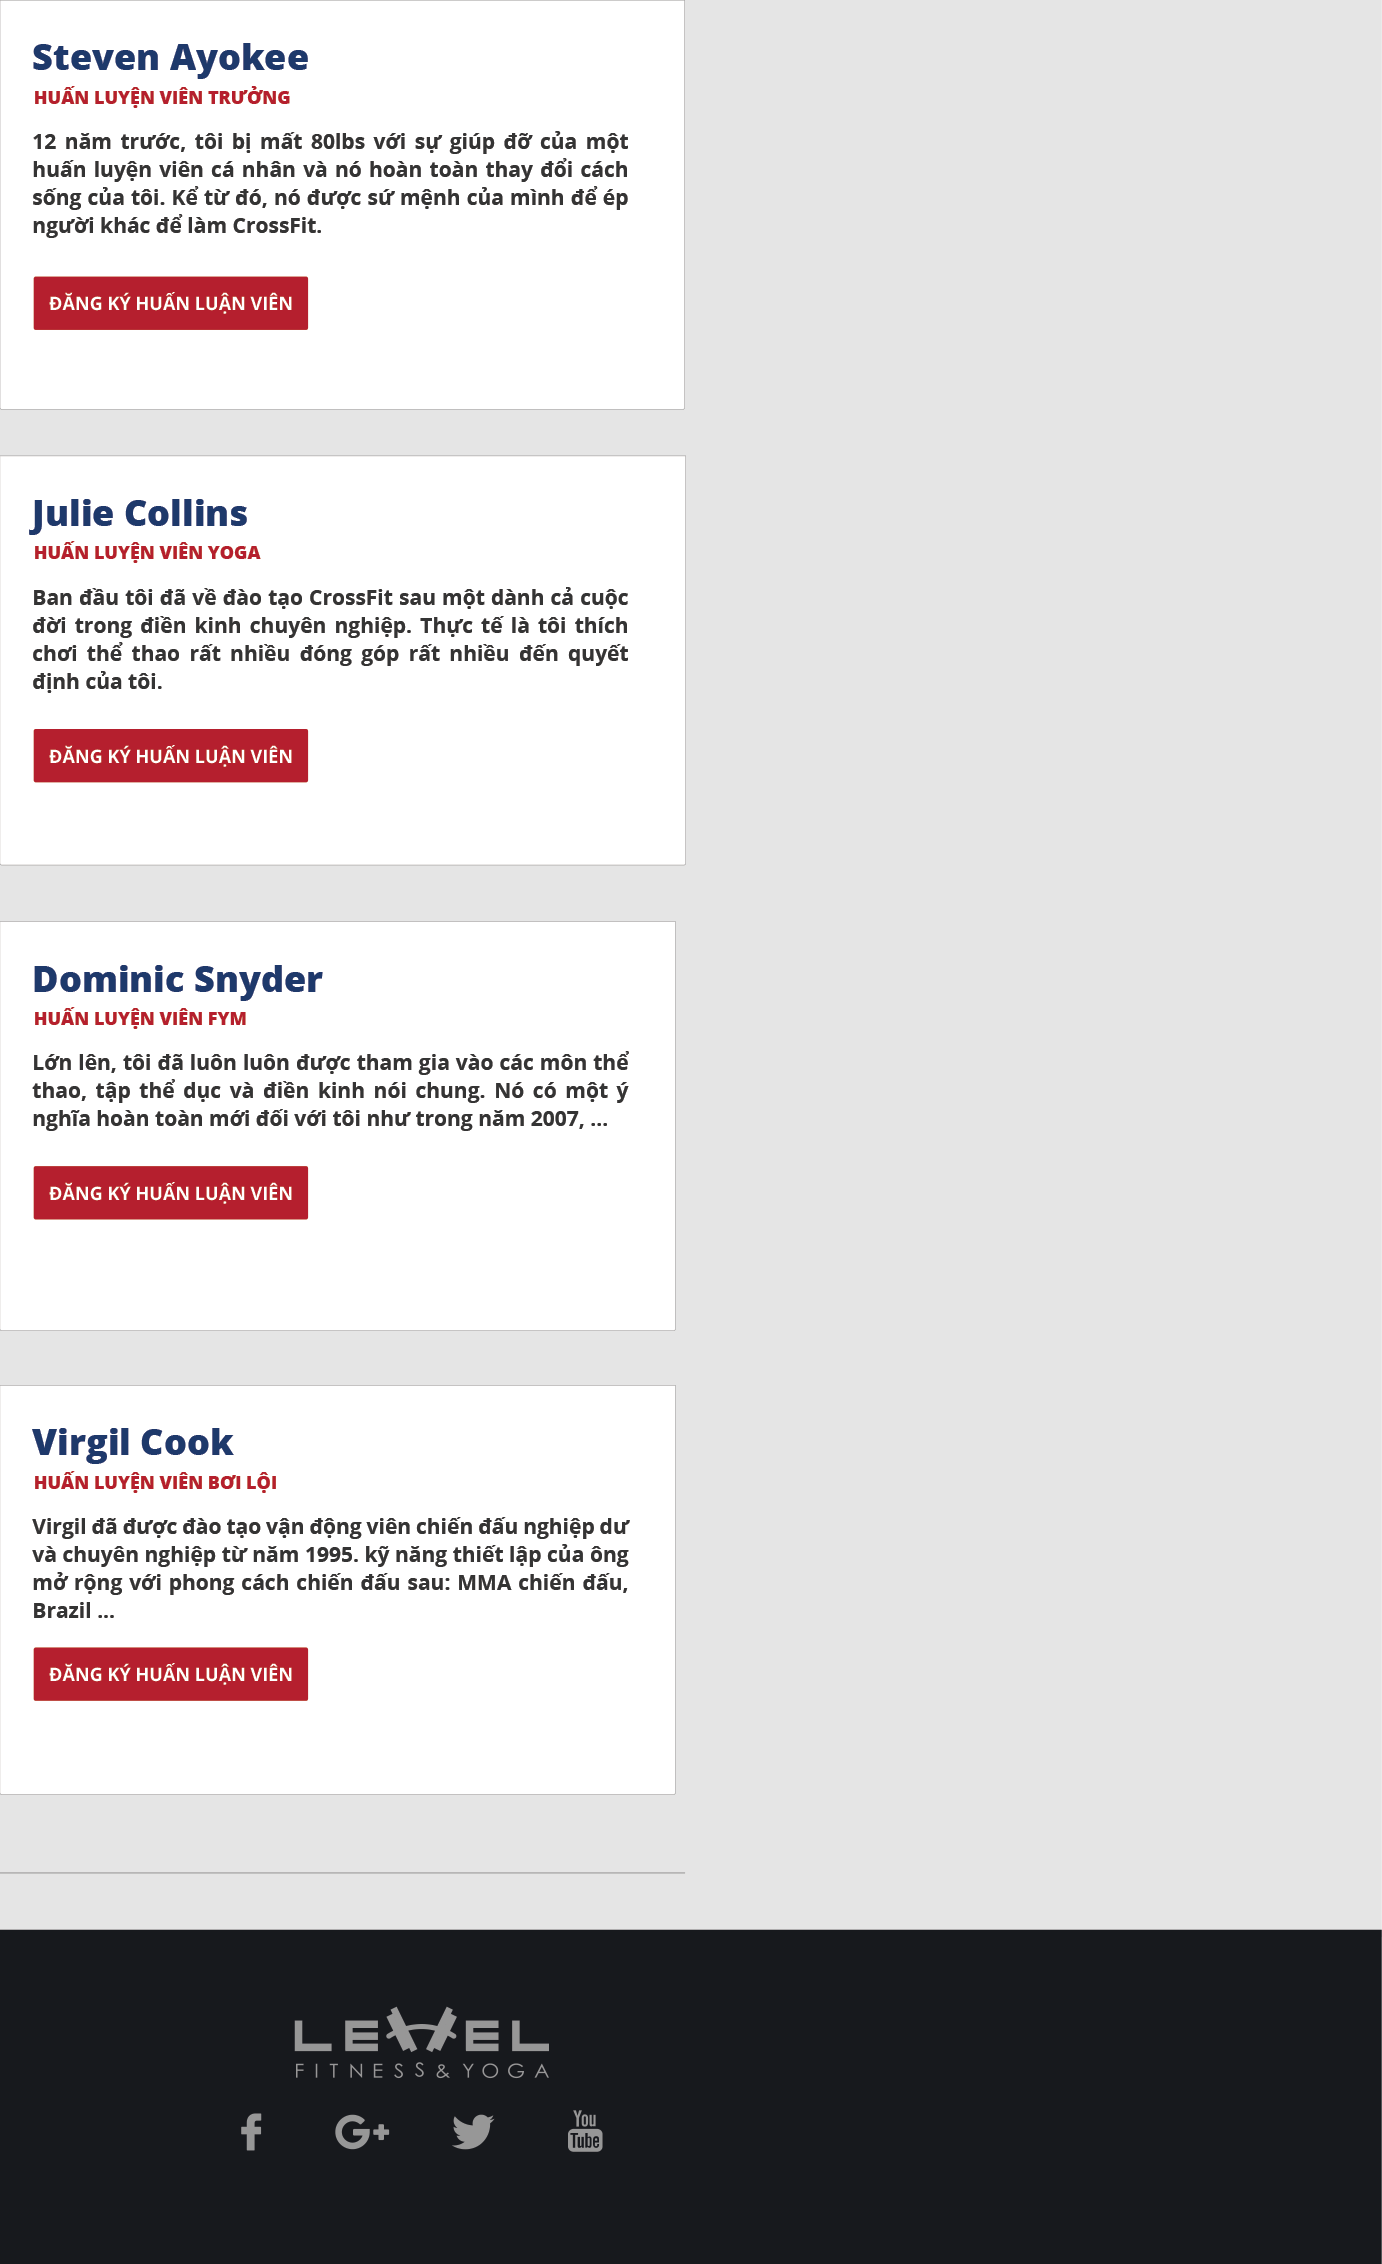 Steven Ayokee
HUẤN LUYỆN VIÊN TRƯỞNG
12 năm trước, tôi bị mất 80lbs với sự giúp đỡ của một
huấn luyện viên cá nhân và nó hoàn toàn thay đổi cách
sống của tôi. Kể từ đó, nó được sứ mệnh của mình để ép
người khác để làm CrossFit.
ĐĂNG KÝ HUẤN LUẬN VIÊN
Julie Collins
HUẤN LUYỆN VIÊN YOGA
Ban đầu tôi đã về đào tạo CrossFit sau một dành cả cuộc
đời trong điền kinh chuyên nghiệp. Thực tế là tôi thích
chơi thể thao rất nhiều đóng góp rất nhiều đến quyết
định của tôi.
ĐĂNG KÝ HUẤN LUẬN VIÊN
Dominic Snyder
HUẤN LUYỆN VIÊN FYM
Lớn lên, tôi đã luôn luôn được tham gia vào các môn thể
thao, tập thể dục và điền kinh nói chung. Nó có một ý
nghĩa hoàn toàn mới đối với tôi như trong năm 2007, ...
ĐĂNG KÝ HUẤN LUẬN VIÊN
Virgil Cook
HUẤN LUYỆN VIÊN BƠI LỘI
Virgil đã được đào tạo vận động viên chiến đấu nghiệp dư
và chuyên nghiệp từ năm 1995. kỹ năng thiết lập của ông
mở rộng với phong cách chiến đấu sau: MMA chiến đấu,
Brazil ...
ĐĂNG KÝ HUẤN LUẬN VIÊN
LEVEL
FITNESS & YOGA
f G+ You
Tube